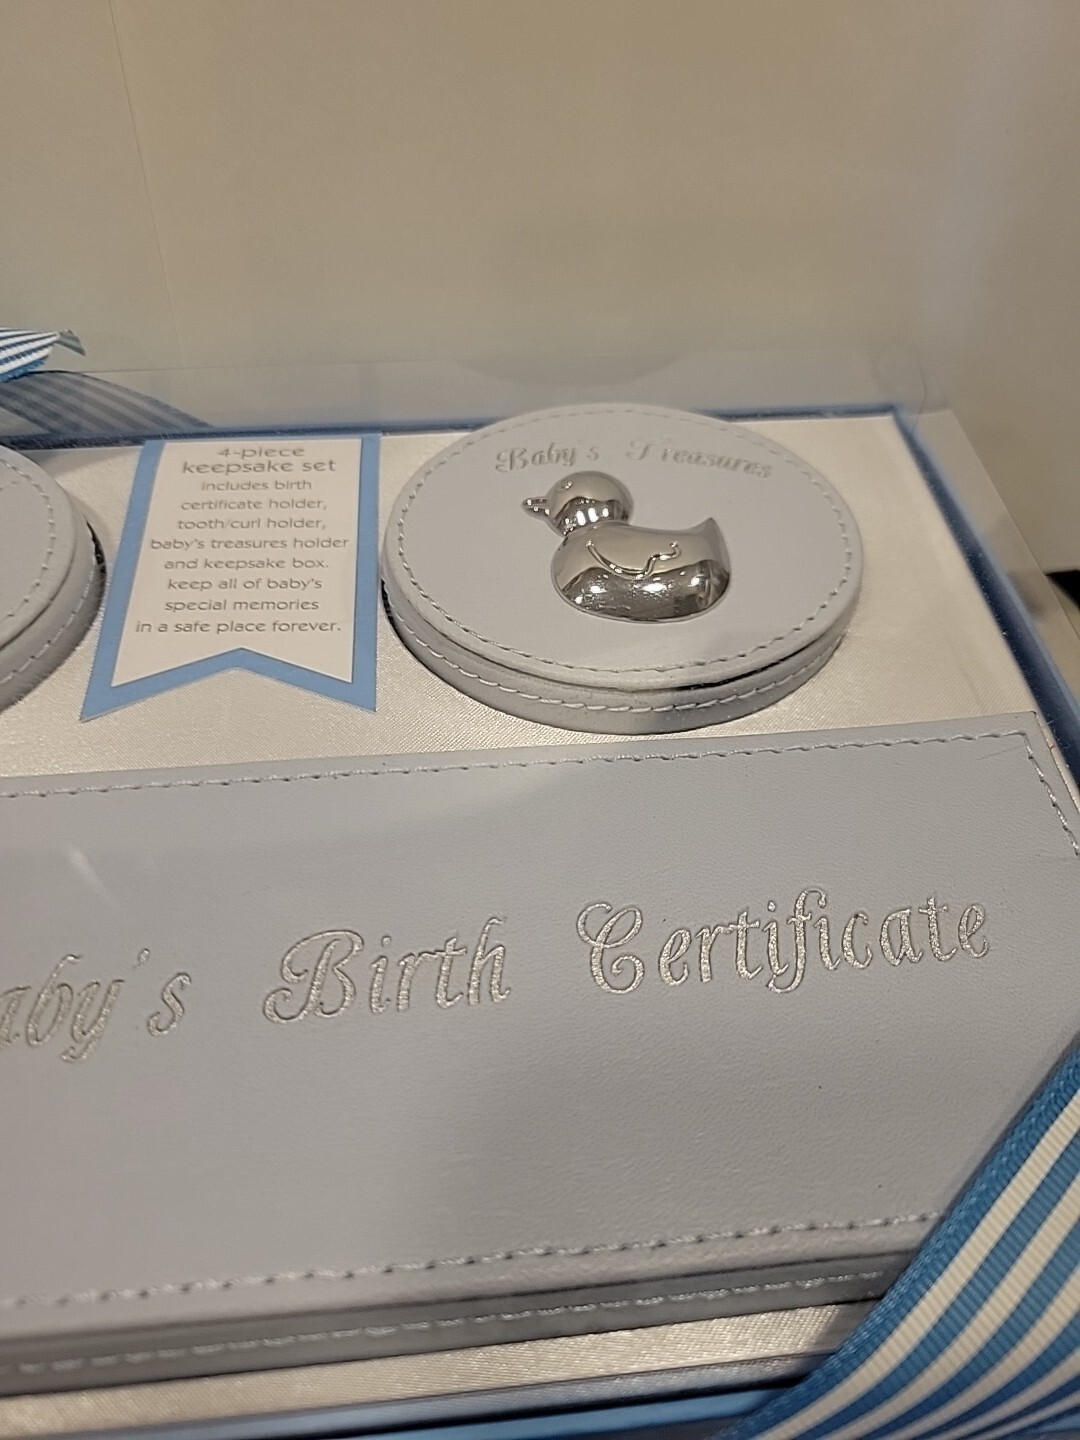 4-piece
keepsake set
includes birth
certificate holder,
tooth/curl holder,
baby's treasures holder
and keepsake box.
keep all of baby's
special memories
in a safe place forever.
Baby's Treasures
aby's Birth Certificate